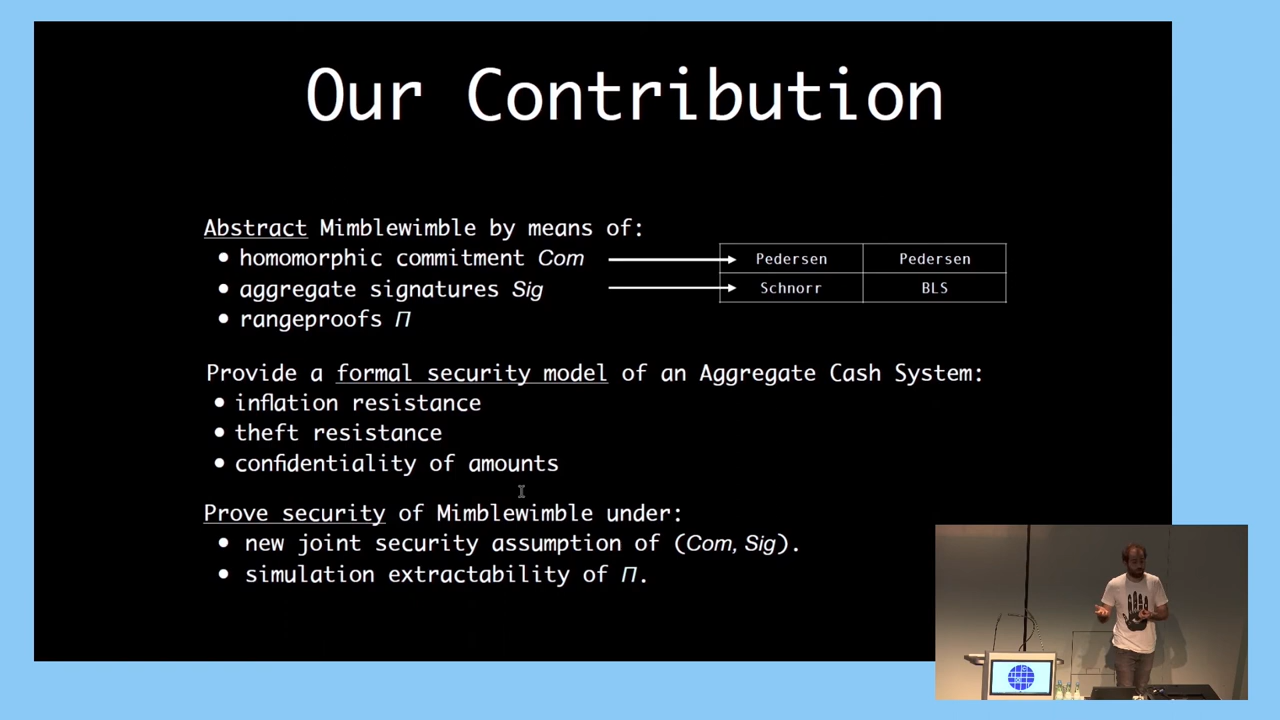 Our Contribution
Abstract Mimblewimble by means of:
• homomorphic commitment Com
Pedersen Pedersen
• aggregate signatures Sig
Schnorr BLS
• rangeproofs Π
Provide a formal security model of an Aggregate Cash System:
• inflation resistance
• theft resistance
• confidentiality of amounts
Prove security of Mimblewimble under:
• new joint security assumption of (Com, Sig).
• simulation extractability of Π.